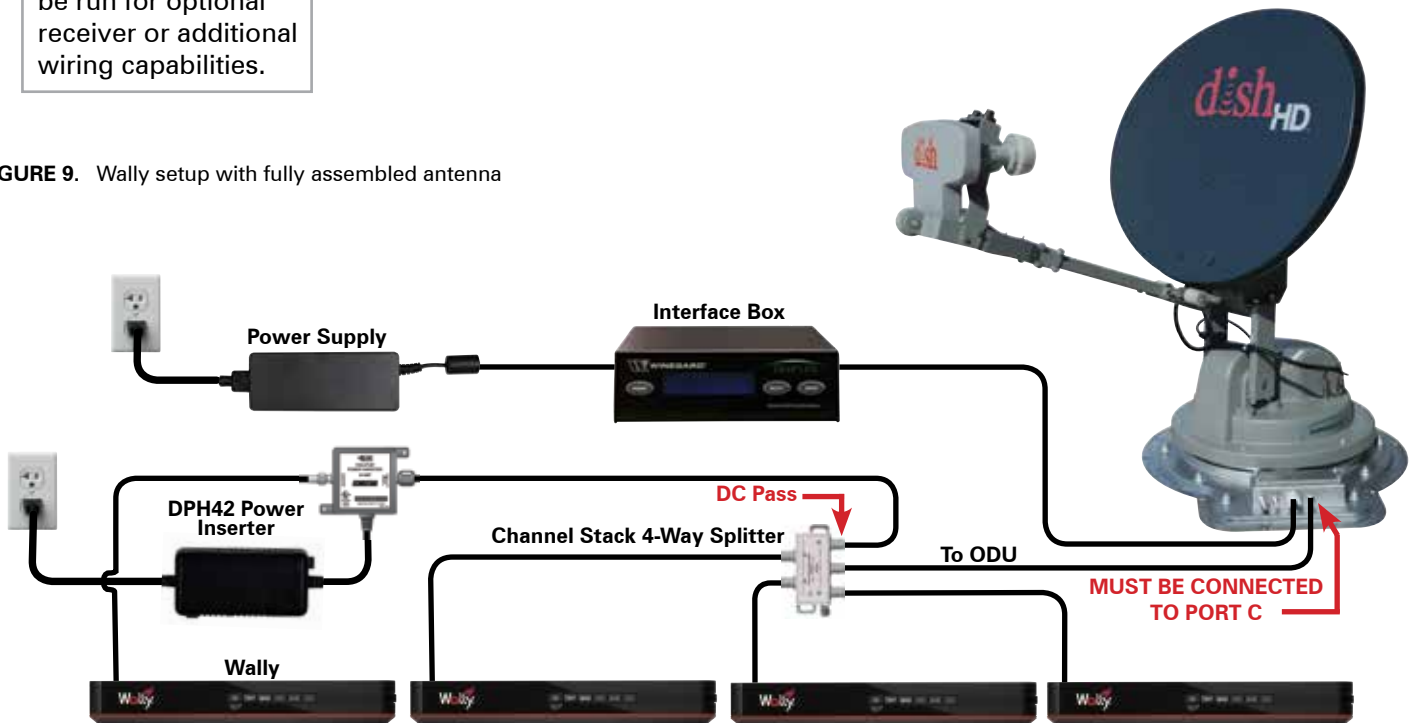 be run for optional
receiver or additional
wiring capabilities.
GURE 9. Wally setup with fully assembled antenna
dish HD
dish
Power Supply
Interface Box
WINEGARD
DPH42 Power
Inserter
DC Pass
Channel Stack 4-Way Splitter
To ODU
MUST BE CONNECTED
TO PORT C
Wally
Wally
Wally
Wally
Wally